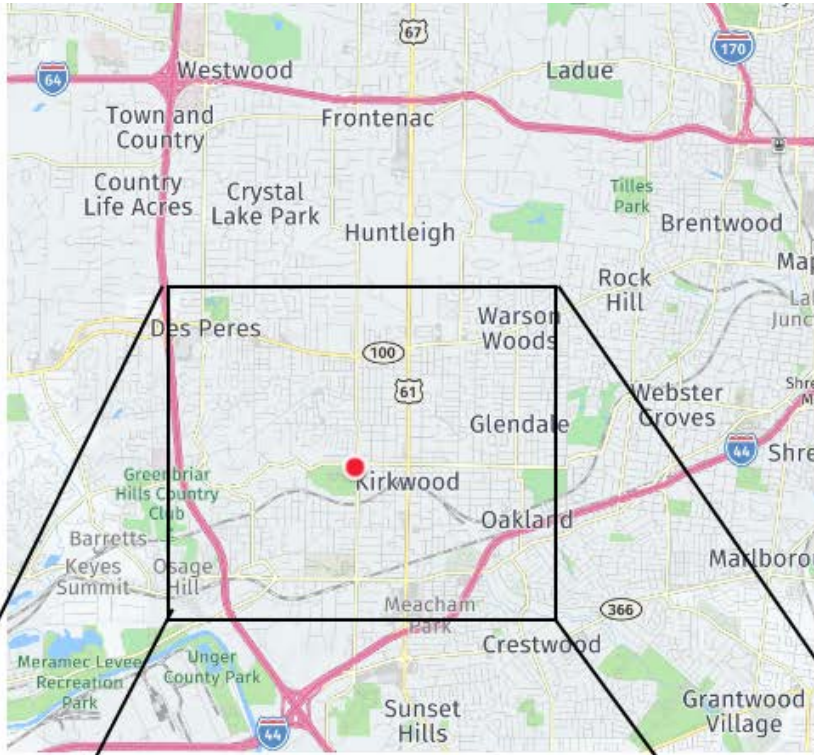 67
170
64
Westwood
Ladue
Town and
Country
Frontenac
Country
Life Acres
Crystal
Lake Park
Tilles
Park
Brentwood
Huntleigh
Map
Rock
Hill
Warson
Woods
Des Peres
100
61
Webster
Groves
Glendale
44
Shre
Kirkwood
Greenbriar
Hills Country
Club
Oakland
Barretts
Keyes
Summit
Osage
Hill
Marlborou
Meacham
Park
366
Crestwood
Meramec Levee
Recreation
Park
Unger
County Park
Grantwood
Village
Sunset
Hills
44